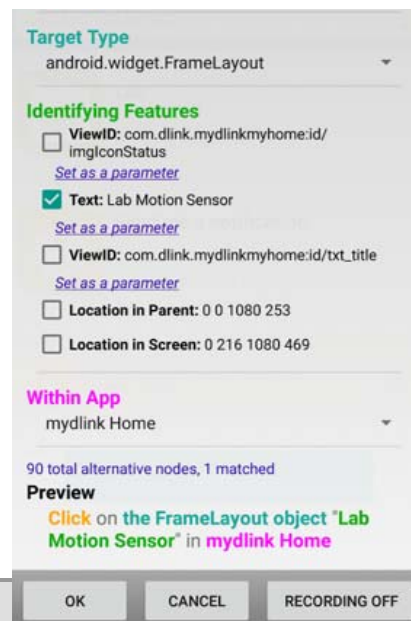 Target Type
android.widget.FrameLayout
Identifying Features
ViewID: com.dlink.mydlinkmyhome:id/
imgIconStatus
Set as a parameter
Text: Lab Motion Sensor
Set as a parameter
ViewID: com.dlink.mydlinkmyhome:id/txt_title
Set as a parameter
Location in Parent: 0 0 1080 253
Location in Screen: 0 216 1080 469
Within App
mydlink Home
90 total alternative nodes, 1 matched
Preview
Click on the FrameLayout object "Lab
Motion Sensor" in mydlink Home
OK CANCEL RECORDING OFF